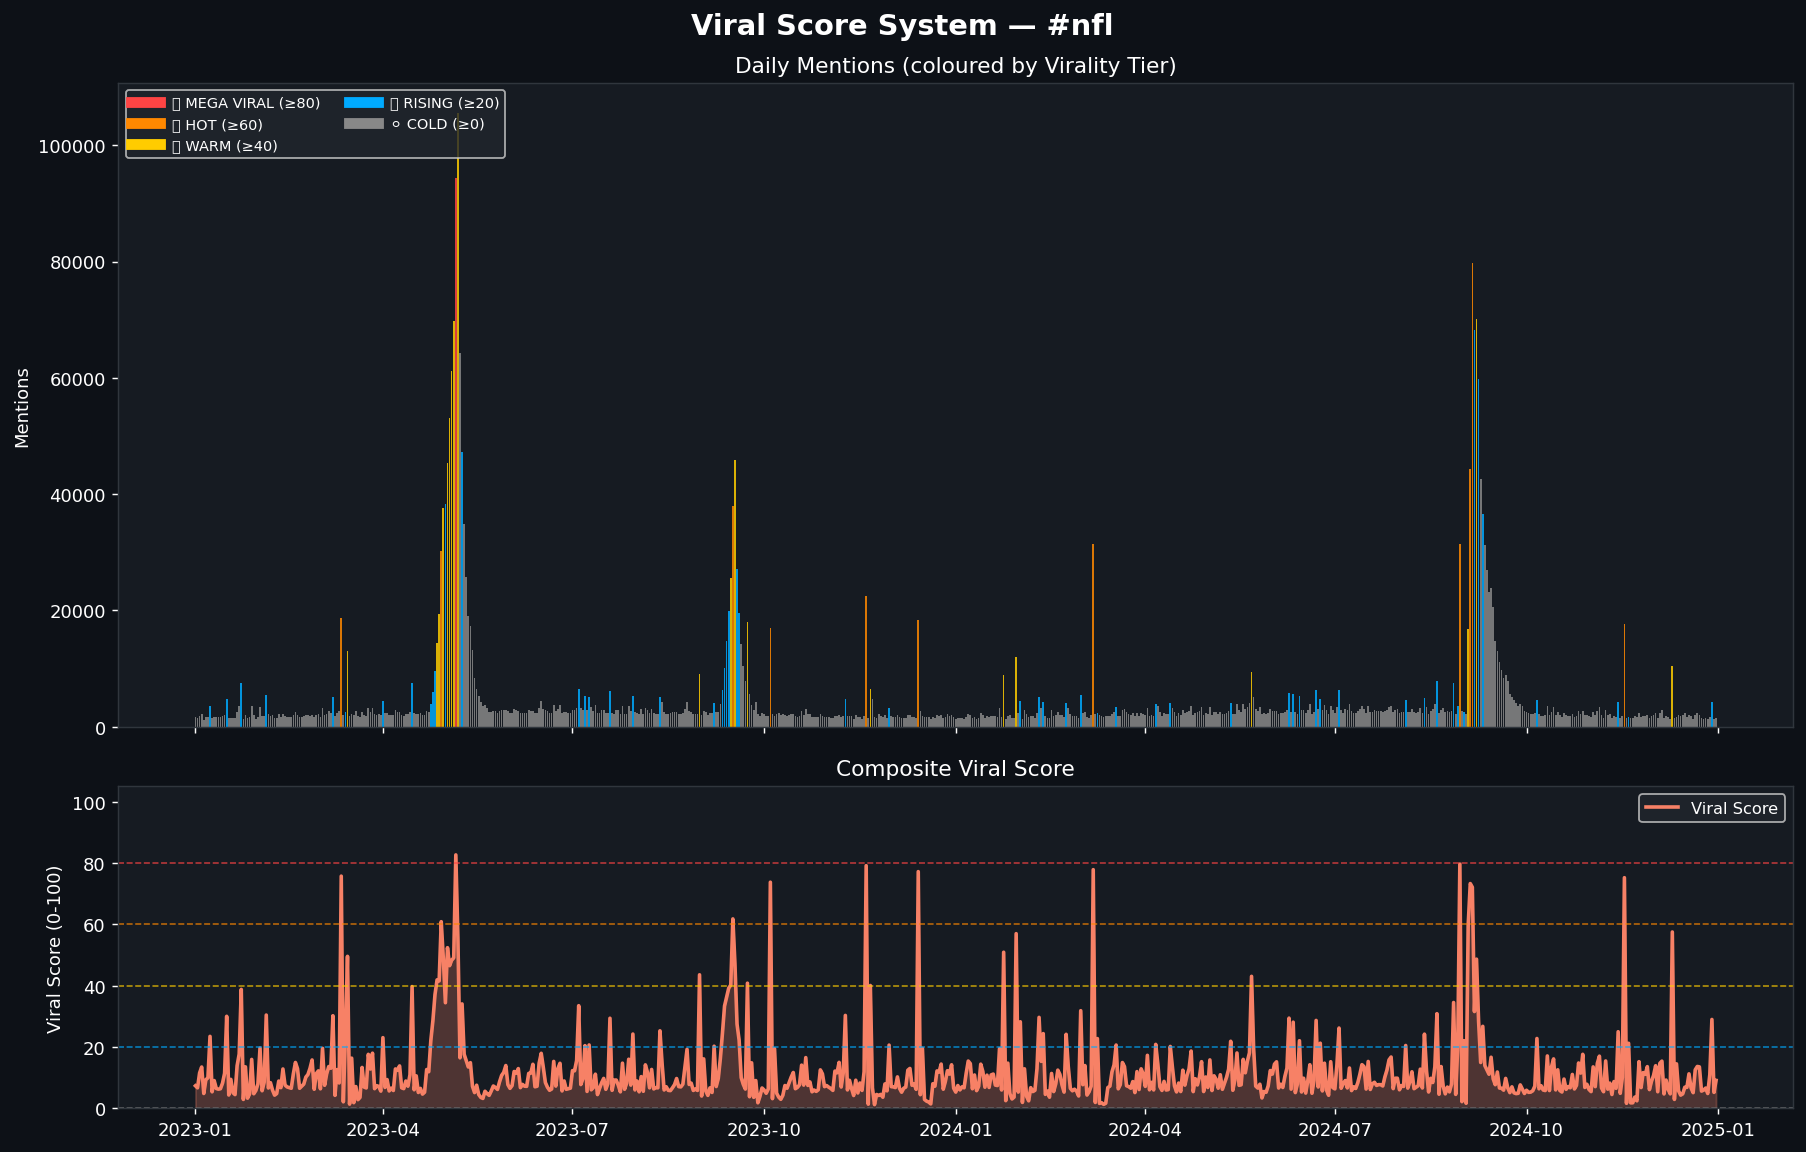 Viral Score System — #nfl
Daily Mentions (coloured by Virality Tier)
MEGA VIRAL (≥80)
HOT (≥60)
WARM (≥40)
RISING (≥20)
⚪ COLD (≥0)
Mentions
100000
80000
60000
40000
20000
0
Composite Viral Score
Viral Score
Viral Score (0-100)
100
80
60
40
20
0
2023-01
2023-04
2023-07
2023-10
2024-01
2024-04
2024-07
2024-10
2025-01